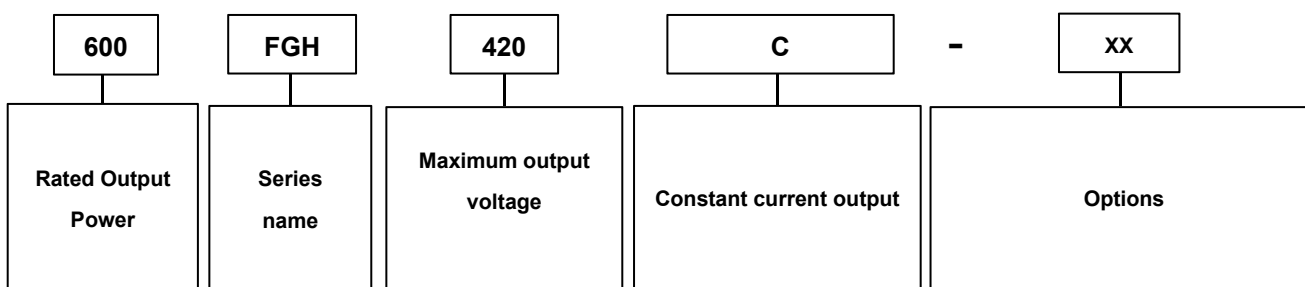 600 FGH 420 C - XX
Rated Output
Power
Series
name
Maximum output
voltage
Constant current output
Options